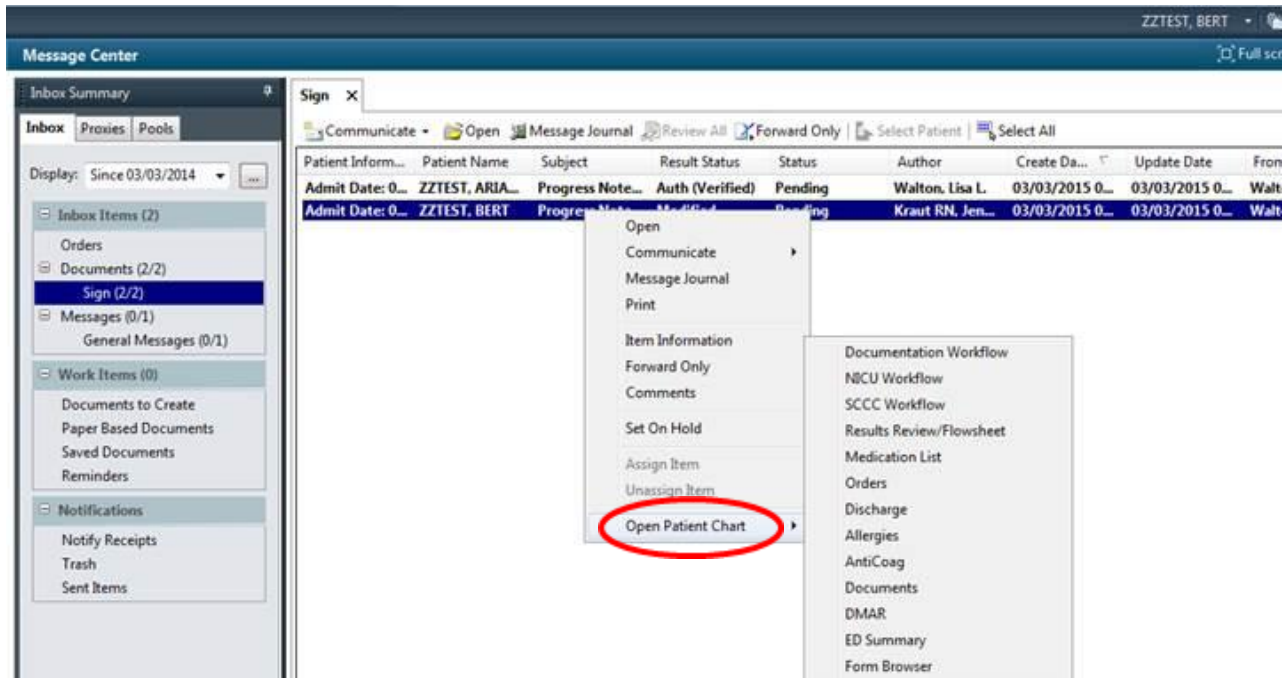 ZZTEST, BERT
Message Center
Full scr
Inbox Summary
Inbox Proxies Pools
Display: Since 03/03/2014 ...
Inbox Items (2)
Orders
Documents (2/2)
Sign (2/2)
Messages (0/1)
General Messages (0/1)
Work Items (0)
Documents to Create
Paper Based Documents
Saved Documents
Reminders
Notifications
Notify Receipts
Trash
Sent Items
Sign X
Communicate Open Message Journal Review All Forward Only Select Patient Select All
Patient Inform... Patient Name Subject Result Status Status Author Create Da... Update Date From
Admit Date: 0... ZZTEST, ARIA... Progress Note... Auth (Verified) Pending Walton, Lisa L. 03/03/2015 0... 03/03/2015 0... Walt
Admit Date: 0... ZZTEST, BERT Progress Note... Modified Pending Kraut RN, Jen... 03/03/2015 0... 03/03/2015 0... Walt
Open
Communicate
Message Journal
Print
Item Information
Forward Only
Comments
Set On Hold
Assign Item
Unassign Item
Open Patient Chart
Documentation Workflow
NICU Workflow
SCCC Workflow
Results Review/Flowsheet
Medication List
Orders
Discharge
Allergies
AntiCoag
Documents
DMAR
ED Summary
Form Browser